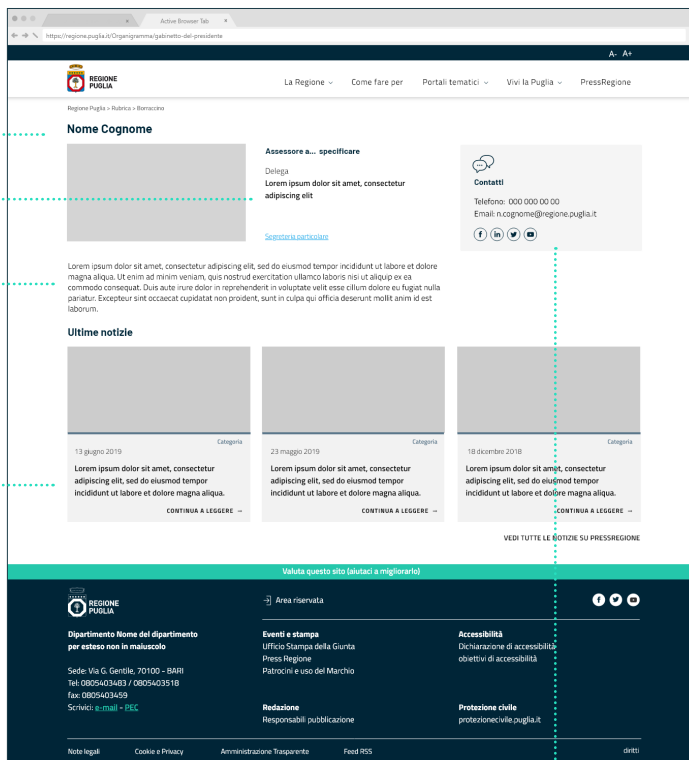 Active Browser Tab
https://regione.puglia.it/Organigramma/gabinetto-del-presidente
A- A+
REGIONE
PUGLIA
La Regione Come fare per Portali tematici Vivi la Puglia PressRegione
Regione Puglia > Rubrica > Borraccino
Nome Cognome
Assessore a... specificare
Delega
Lorem ipsum dolor sit amet, consectetur
adipiscing elit
Segreteria particolare
Contatti
Telefono: 000 000 00 00
Email: n.cognome@regione.puglia.it
Lorem ipsum dolor sit amet, consectetur adipiscing elit, sed do eiusmod tempor incididunt ut labore et dolore
magna aliqua. Ut enim ad minim veniam, quis nostrud exercitation ullamco laboris nisi ut aliquip ex ea
commodo consequat. Duis aute irure dolor in reprehenderit in voluptate velit esse cillum dolore eu fugiat nulla
pariatur. Excepteur sint occaecat cupidatat non proident, sunt in culpa qui officia deserunt mollit anim id est
laborum.
Ultime notizie
Categoria
13 giugno 2019
Lorem ipsum dolor sit amet, consectetur
adipiscing elit, sed do eiusmod tempor
incididunt ut labore et dolore magna aliqua.
CONTINUA A LEGGERE →
Categoria
23 maggio 2019
Lorem ipsum dolor sit amet, consectetur
adipiscing elit, sed do eiusmod tempor
incididunt ut labore et dolore magna aliqua.
CONTINUA A LEGGERE →
Categoria
18 dicembre 2018
Lorem ipsum dolor sit amet, consectetur
adipiscing elit, sed do eiusmod tempor
incididunt ut labore et dolore magna aliqua.
CONTINUA A LEGGERE →
VEDI TUTTE LE NOTIZIE SU PRESSREGIONE
Valuta questo sito (aiutaci a migliorarlo)
REGIONE
PUGLIA
Area riservata
Dipartimento Nome del dipartimento
per esteso non in maiuscolo
Sede: Via G. Gentile, 70100 - BARI
Tel: 0805403483 / 0805403518
fax: 0805403459
Scrivici: e-mail - PEC
Eventi e stampa
Ufficio Stampa della Giunta
Press Regione
Patrocini e uso del Marchio
Redazione
Responsabili pubblicazione
Accessibilità
Dichiarazione di accessibilità
obiettivi di accessibilità
Protezione civile
protezionecivile.puglia.it
Note legali Cookie e Privacy Amministrazione Trasparente Feed RSS diritti